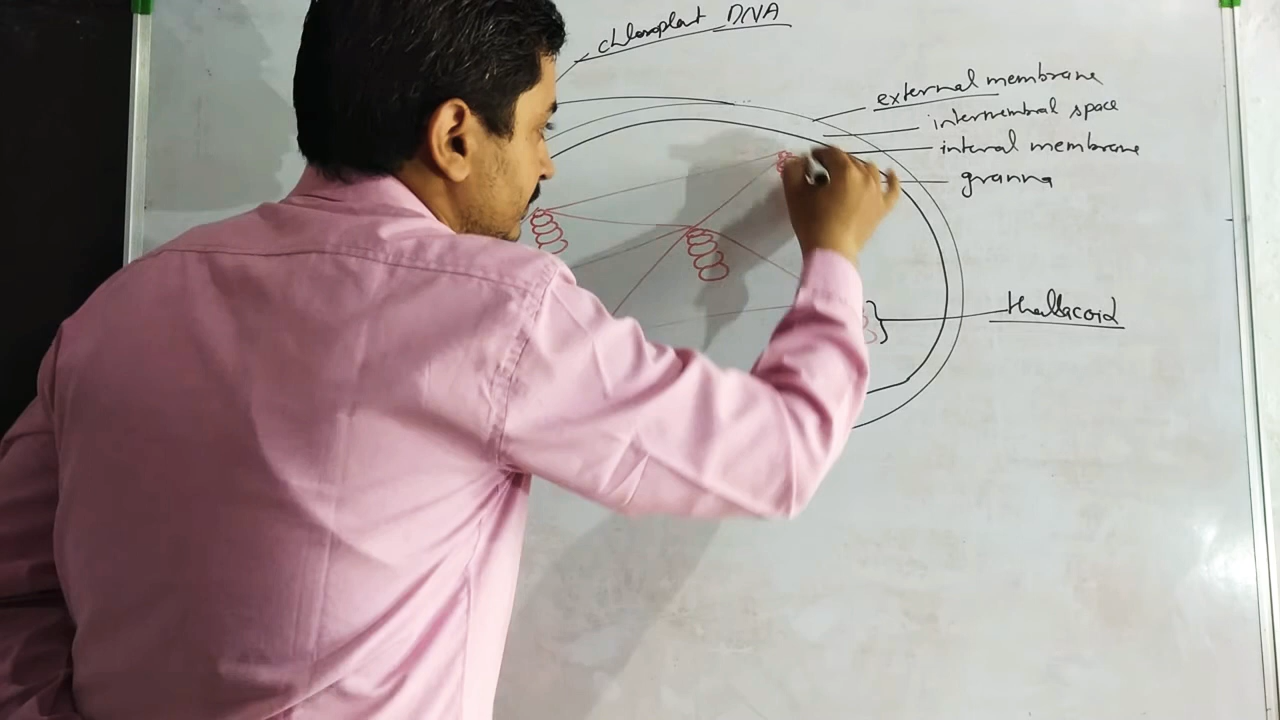 chloroplast DNA
external membrane
intermembral space
internal membrane
granna
thallacoid